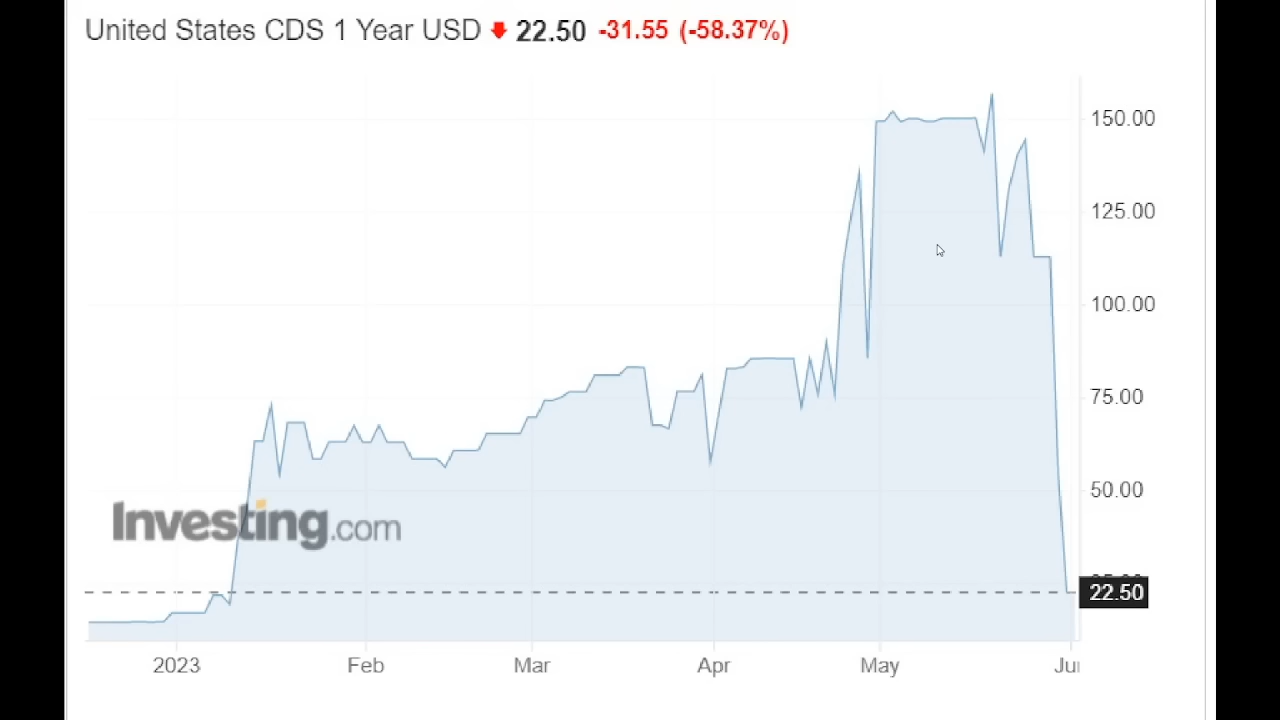 United States CDS 1 Year USD 22.50 -31.55 (-58.37%)
150.00
125.00
100.00
75.00
50.00
22.50
Investing.com
2023 Feb Mar Apr May